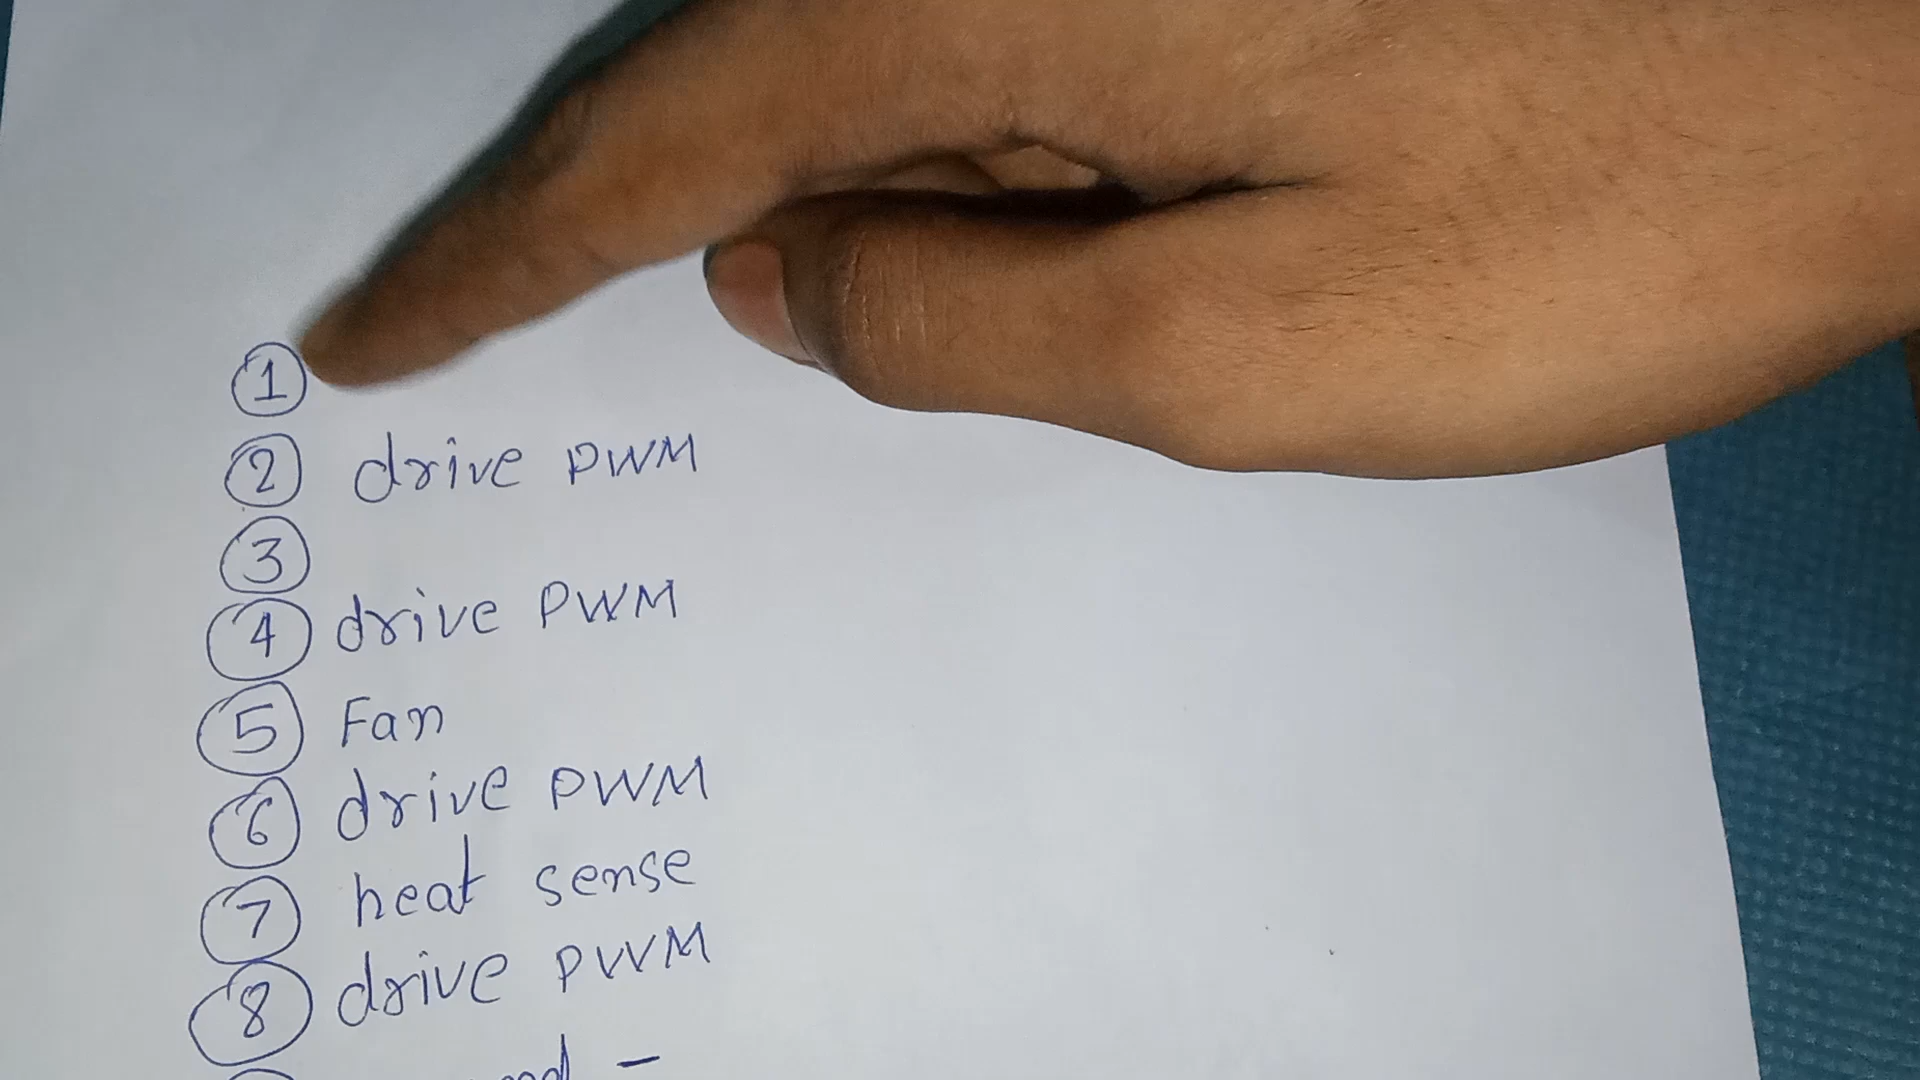 1
2 drive PWM
3
4 drive PWM
5 Fan
6 drive PWM
7 heat sense
8 drive PWM
-